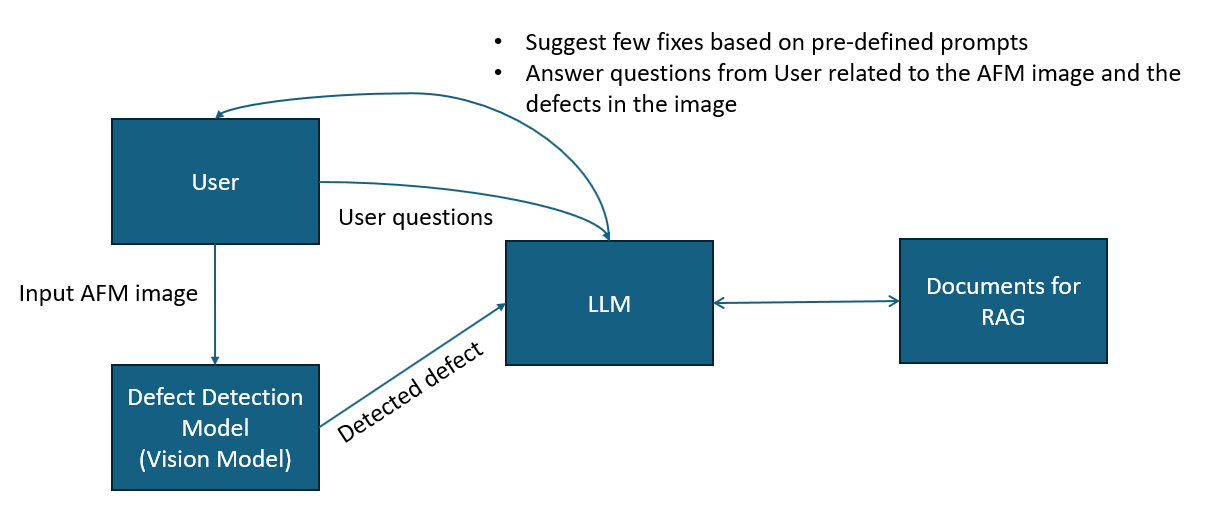 • Suggest few fixes based on pre-defined prompts
• Answer questions from User related to the AFM image and the
defects in the image
User
User questions
Input AFM image
LLM
Documents for
RAG
Detected defect
Defect Detection
Model
(Vision Model)